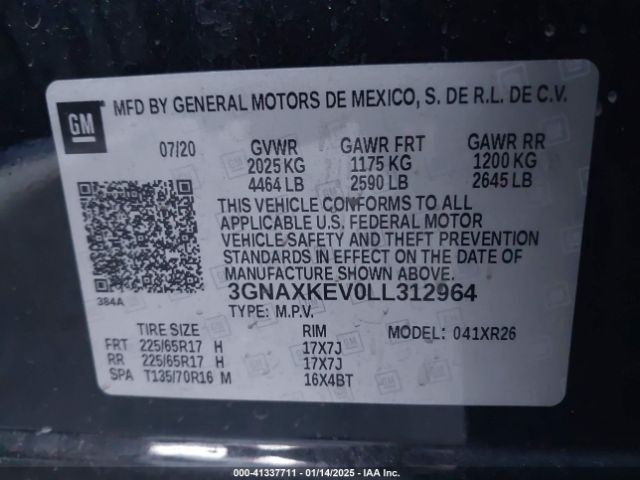 GM MFD BY GENERAL MOTORS DE MEXICO, S. DE R.L. DE C.V.
07/20 GVWR GAWR FRT GAWR RR
2025 KG 1175 KG 1200 KG
4464 LB 2590 LB 2645 LB
THIS VEHICLE CONFORMS TO ALL
APPLICABLE U.S. FEDERAL MOTOR
VEHICLE SAFETY AND THEFT PREVENTION
STANDARDS IN EFFECT ON THE DATE OF
MANUFACTURE SHOWN ABOVE.
384A
3GNAXKEV0LL312964
TYPE: M.P.V.
TIRE SIZE RIM MODEL: 041XR26
FRT 225/65R17 H 17X7J
RR 225/65R17 H 17X7J
SPA T135/70R16 M 16X4BT
000-41337711 - 01/14/2025 - IAA Inc.